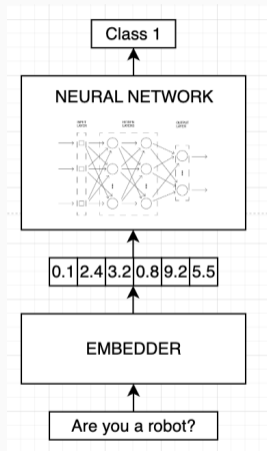 Class 1
NEURAL NETWORK
0.1 2.4 3.2 0.8 9.2 5.5
EMBEDDER
Are you a robot?